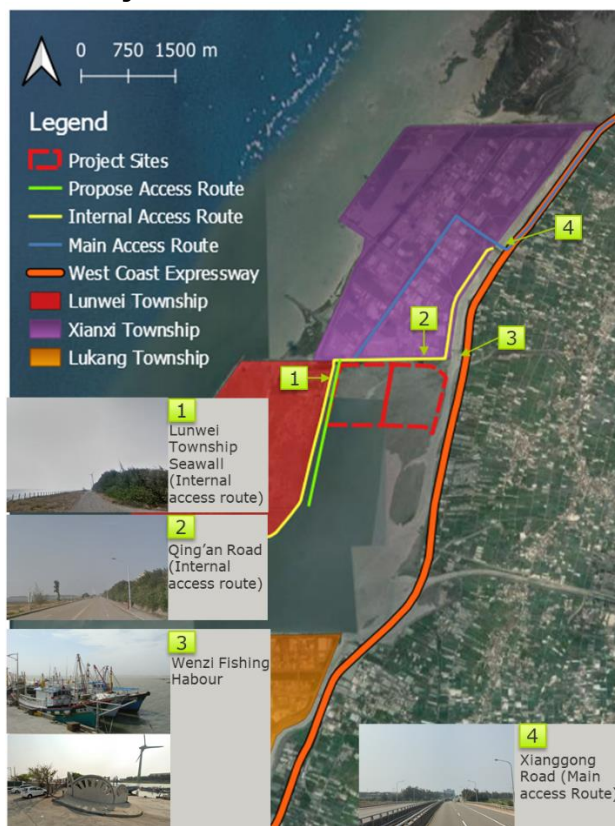 0 750 1500 m
Legend
Project Sites
Propose Access Route
Internal Access Route
Main Access Route
West Coast Expressway
Lunwei Township
Xianxi Township
Lukang Township
4
2
3
1
1
Lunwei
Township
Seawall
(Internal
access route)
2
Qing'an Road
(Internal
access route)
3
Wenzi Fishing
Habour
4
Xianggong
Road (Main
access Route)